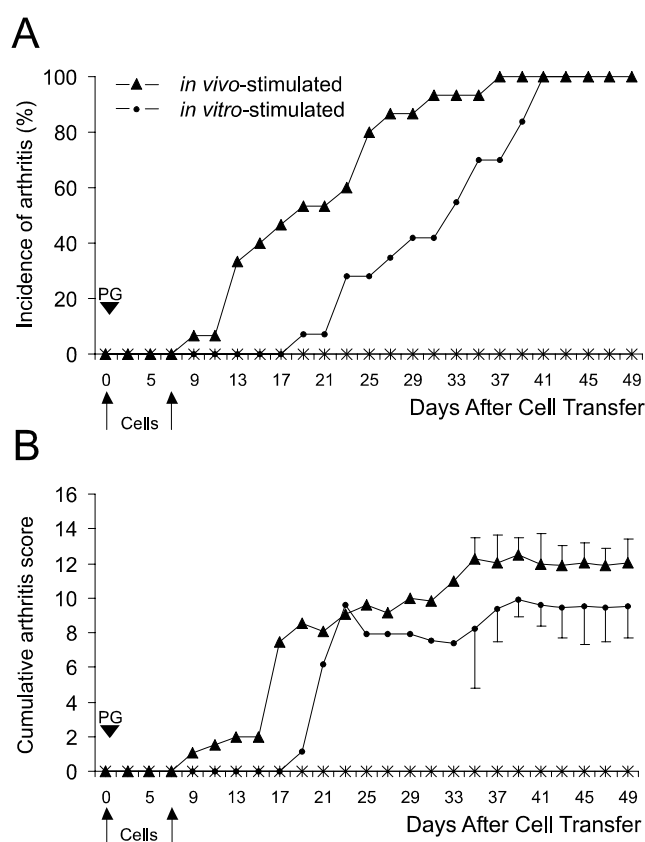 A
in vivo-stimulated
in vitro-stimulated
Incidence of arthritis (%)
100
80
60
40
20
0
PG
0 5 9 13 17 21 25 29 33 37 41 45 49
Cells
Days After Cell Transfer
B
Cumulative arthritis score
16
14
12
10
8
6
4
2
0
PG
0 5 9 13 17 21 25 29 33 37 41 45 49
Cells
Days After Cell Transfer